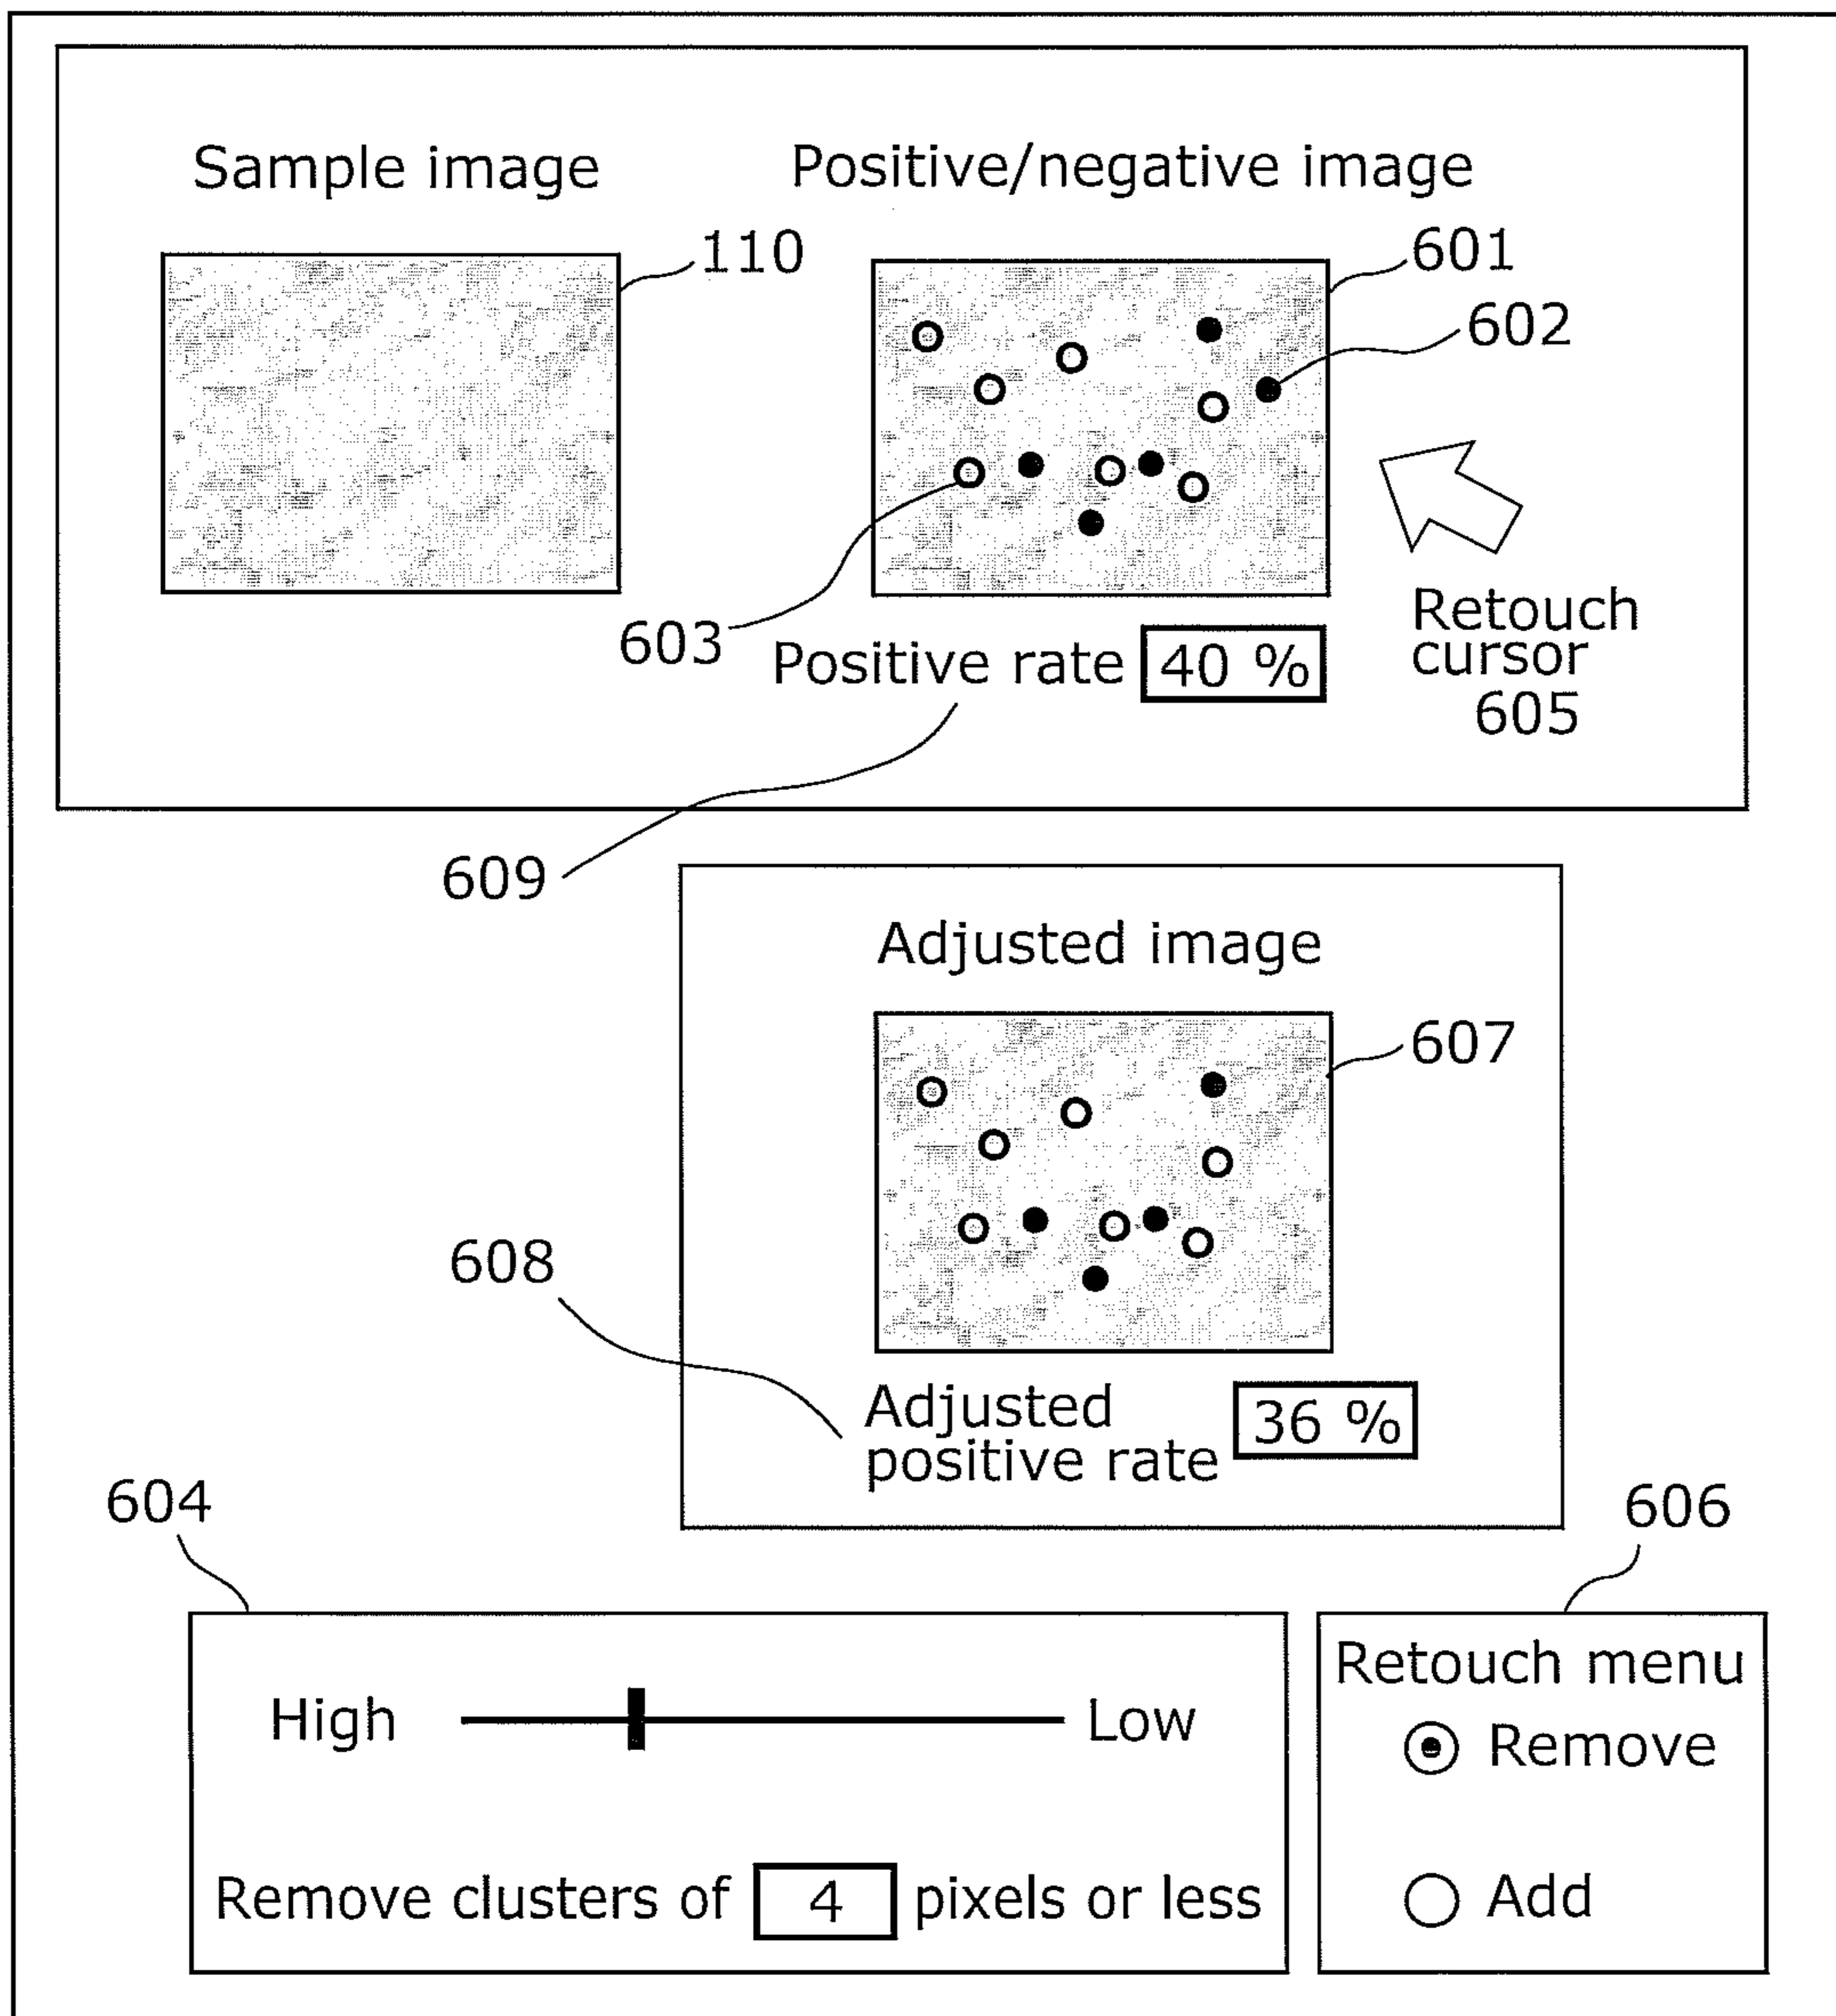 Sample image
Positive/negative image
110
601
602
603
Positive rate 40 %
Retouch
cursor
605
609
Adjusted image
607
608
Adjusted
positive rate
36 %
604
606
High
Low
Remove clusters of 4 pixels or less
Retouch menu
Remove
Add